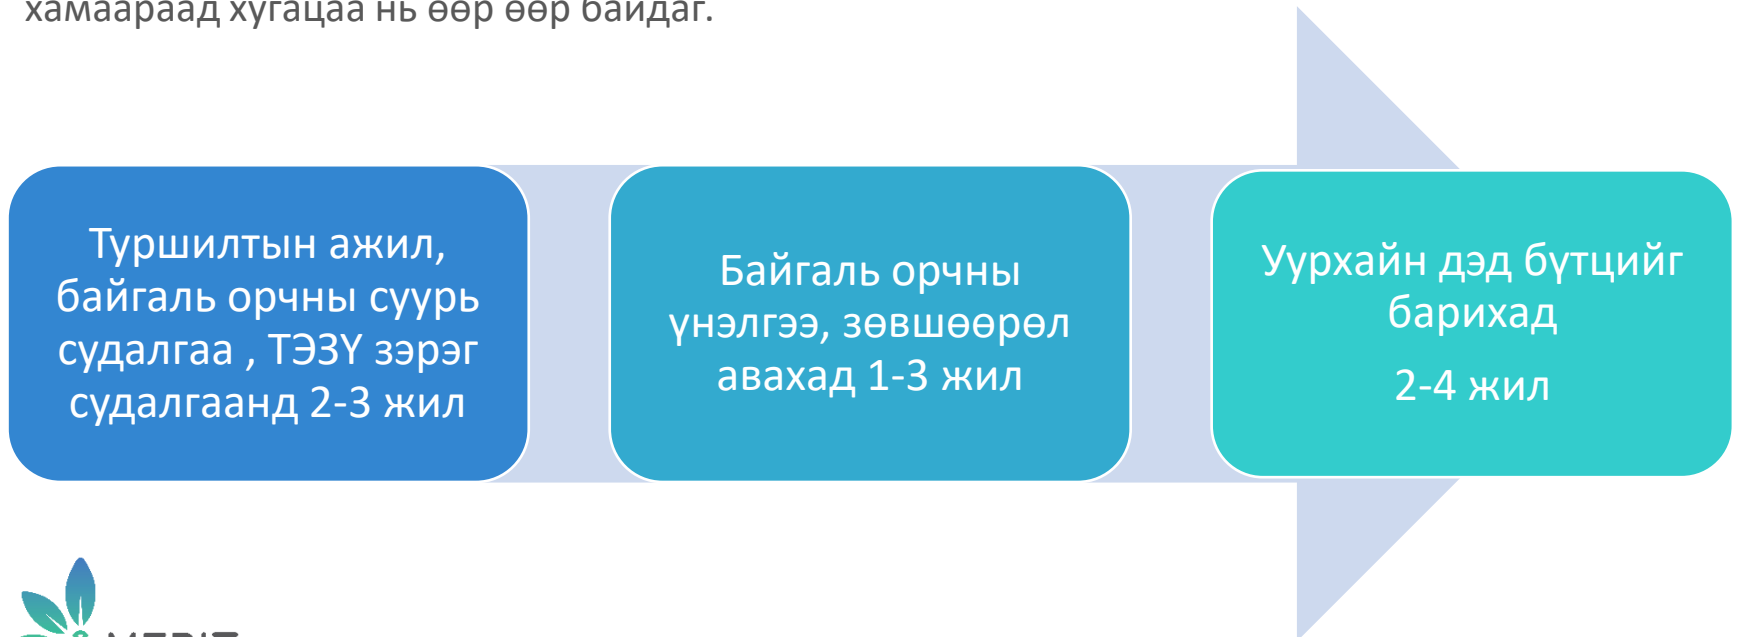 хамаараад хугацаа нь өөр өөр байдаг.
Туршилтын ажил,
байгаль орчны суурь
судалгаа , ТЭЗҮ зэрэг
судалгаанд 2-3 жил
Байгаль орчны
үнэлгээ, зөвшөөрөл
авахад 1-3 жил
Уурхайн дэд бүтцийг
барихад
2-4 жил
MERIT